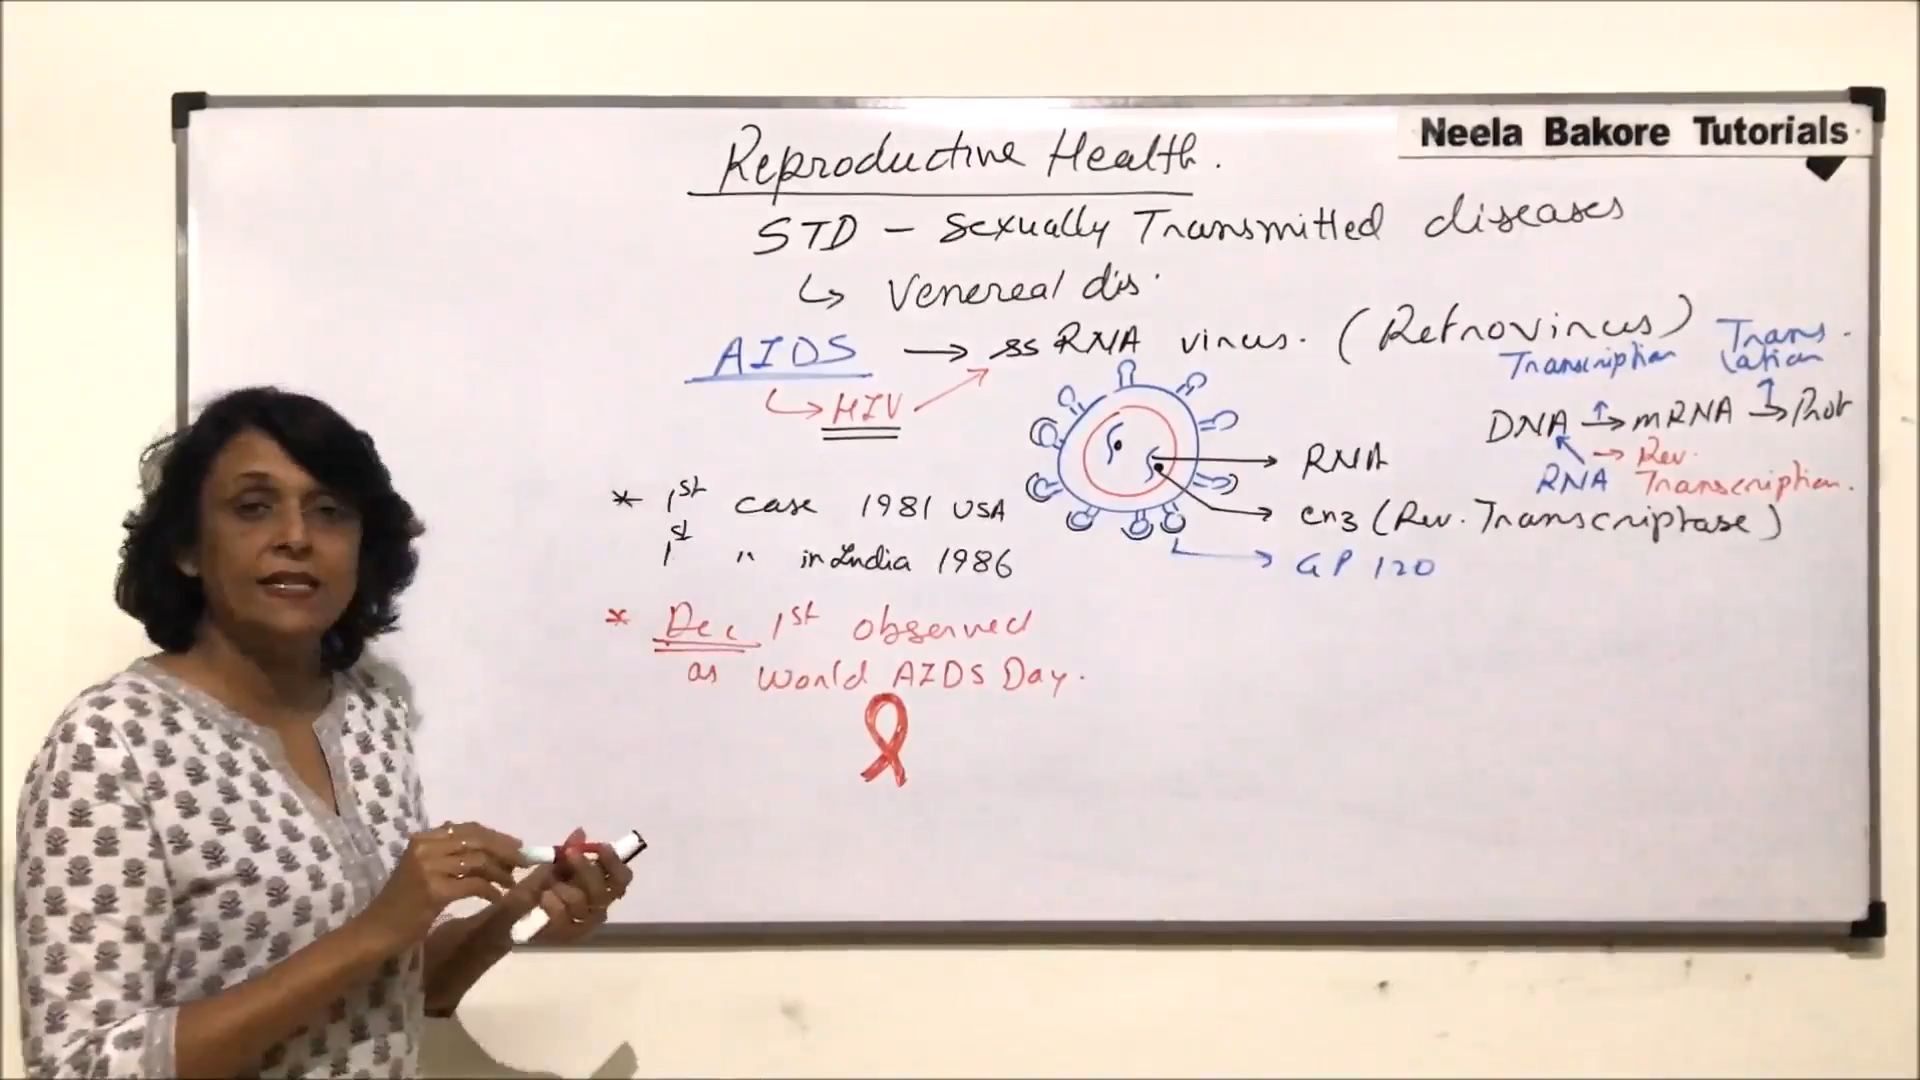 Neela Bakore Tutorials
Reproductive Health.
STD - Sexually Transmitted diseases
↳ Venereal dis.
AIDS → ss RNA virus. (Retrovirus)
↳ HIV
Transcription Trans.
lation
DNA → mRNA → Prot
RNA → Rev.
Transcription.
RNA
enz (Rev. Transcriptase)
GP 120
* 1st case 1981 USA
1st " in India 1986
* Dec 1st observed
as World AIDS Day.